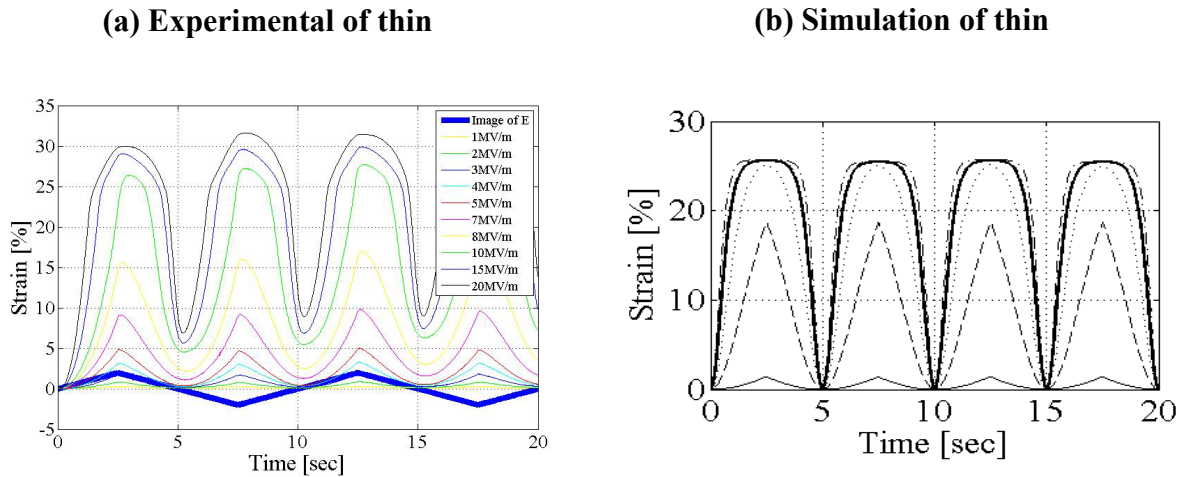 (a) Experimental of thin
(b) Simulation of thin
35
30
25
20
15
10
5
0
-5
Strain [%]
0
5
10
15
20
Time [sec]
Image of E
1MV/m
2MV/m
3MV/m
4MV/m
5MV/m
7MV/m
8MV/m
10MV/m
15MV/m
20MV/m
30
20
10
0
Strain [%]
0
5
10
15
20
Time [sec]